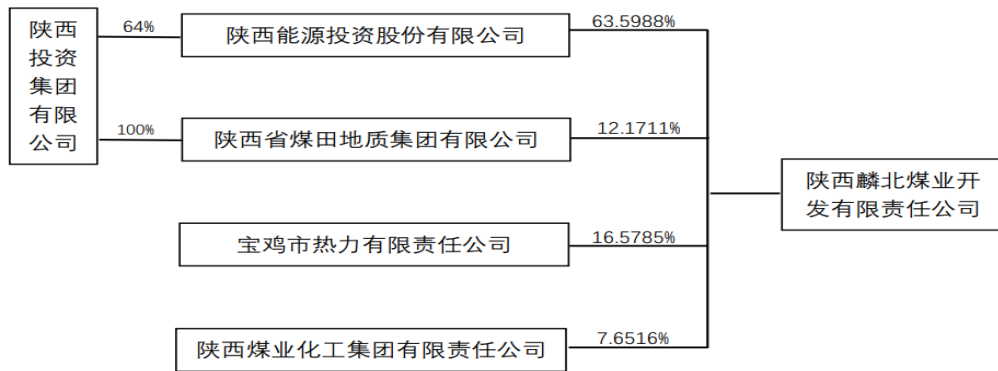 陕西
投资
集团
有限
公司
64%
陕西能源投资股份有限公司
63.5988%
100%
陕西省煤田地质集团有限公司
12.1711%
陕西麟北煤业开
发有限责任公司
宝鸡市热力有限责任公司
16.5785%
陕西煤业化工集团有限责任公司
7.6516%